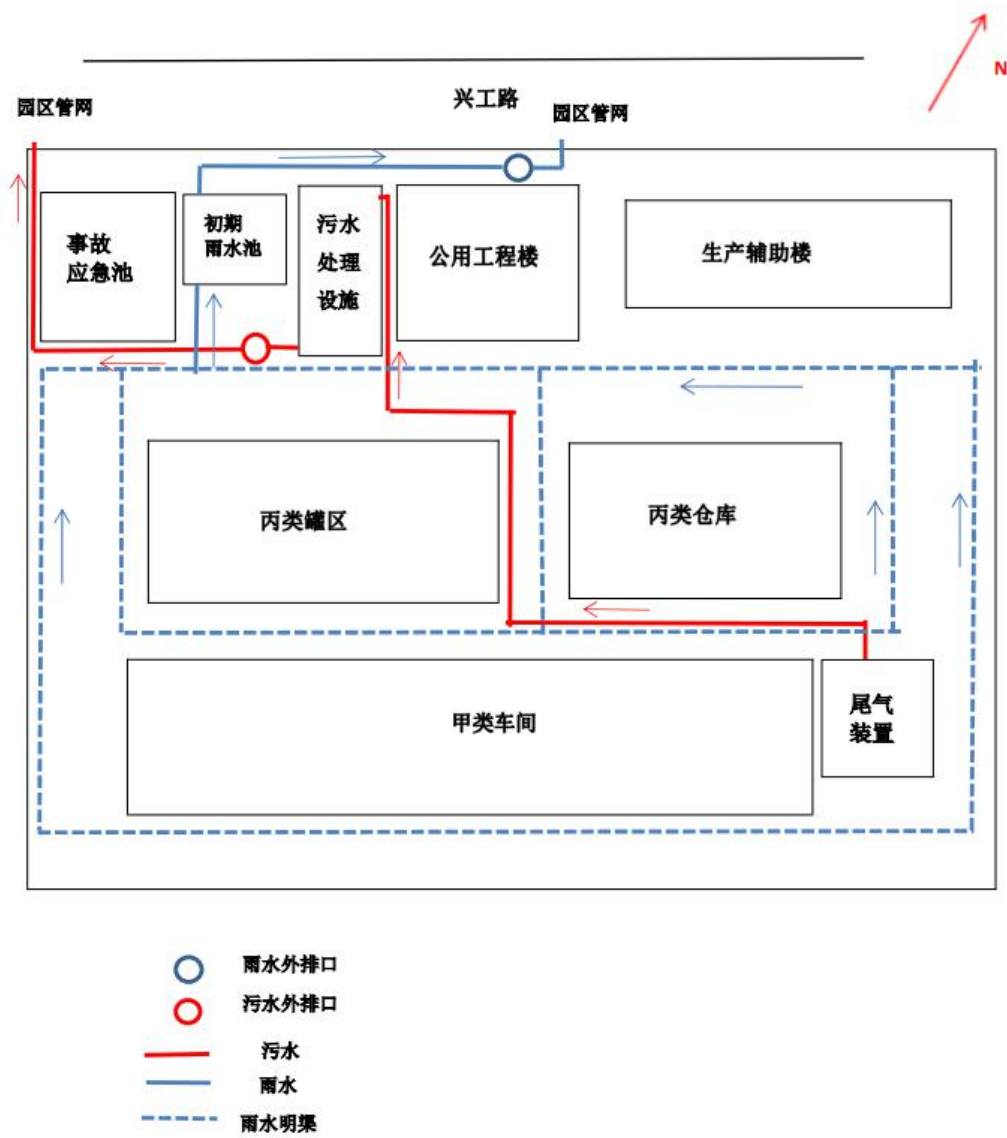 N
兴工路
园区管网
园区管网
事故
应急池
初期
雨水池
污水
处理
设施
公用工程楼
生产辅助楼
丙类罐区
丙类仓库
甲类车间
尾气
装置
雨水外排口
污水外排口
污水
雨水
雨水明渠